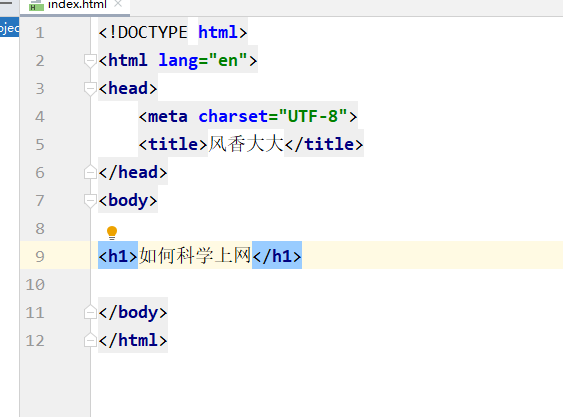 index.html
1 <!DOCTYPE html>
2 <html lang="en">
3 <head>
4 <meta charset="UTF-8">
5 <title>风香大大</title>
6 </head>
7 <body>
8
9 <h1>如何科学上网</h1>
10
11 </body>
12 </html>